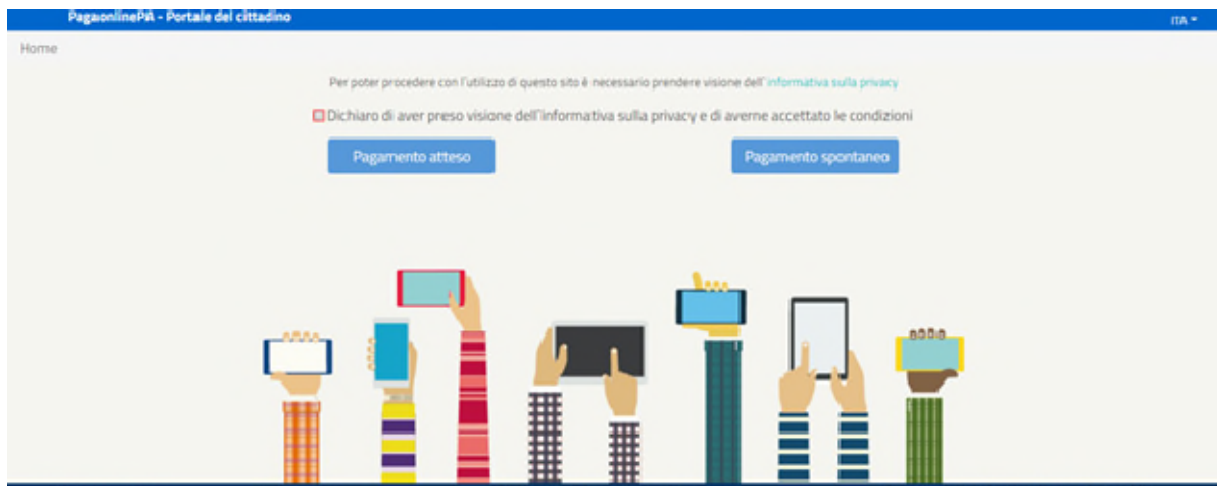 PagaonlinePA - Portale del cittadino
ITA
Home
Per poter procedere con l'utilizzo di questo sito è necessario prendere visione dell'informativa sulla privacy
Dichiaro di aver preso visione dell'informativa sulla privacy e di averne accettato le condizioni
Pagamento atteso
Pagamento spontaneo